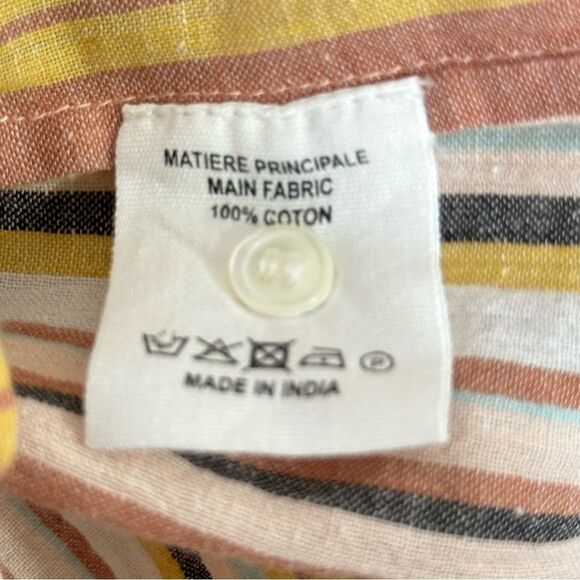 MATIERE PRINCIPALE
MAIN FABRIC
100% COTON
MADE IN INDIA